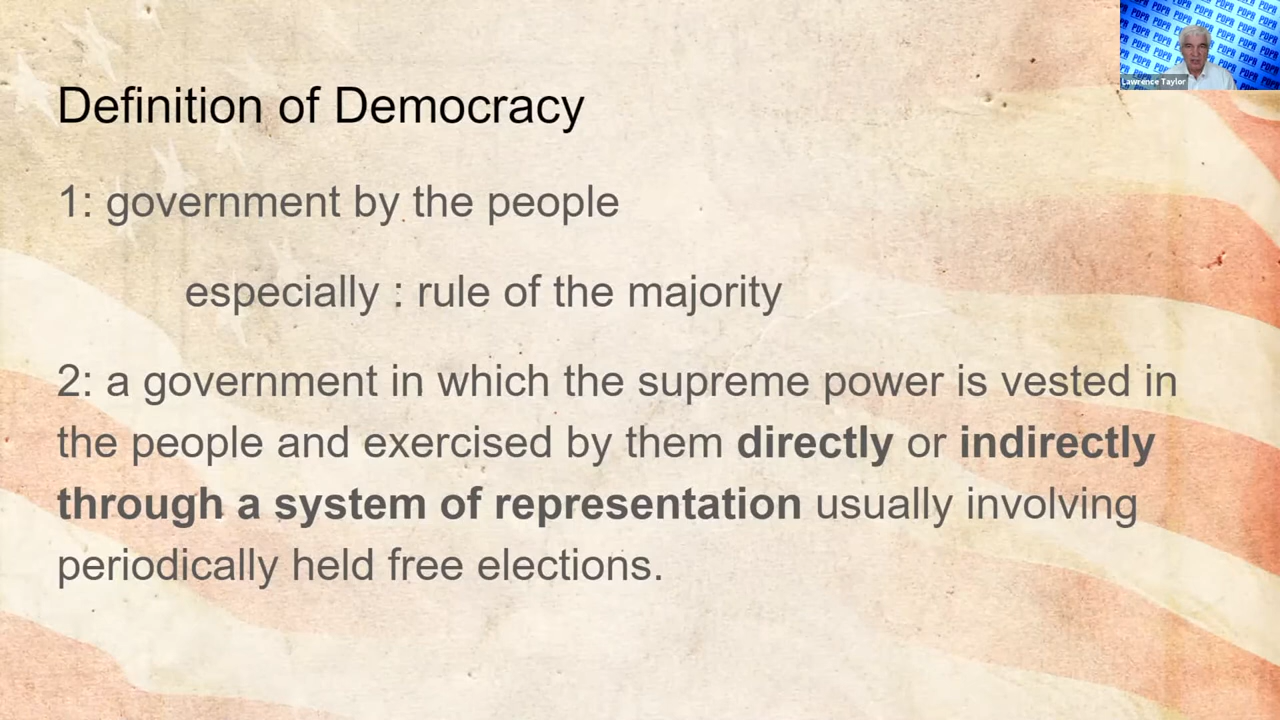 Definition of Democracy
1: government by the people
especially : rule of the majority
2: a government in which the supreme power is vested in
the people and exercised by them directly or indirectly
through a system of representation usually involving
periodically held free elections.
Lawrence Taylor